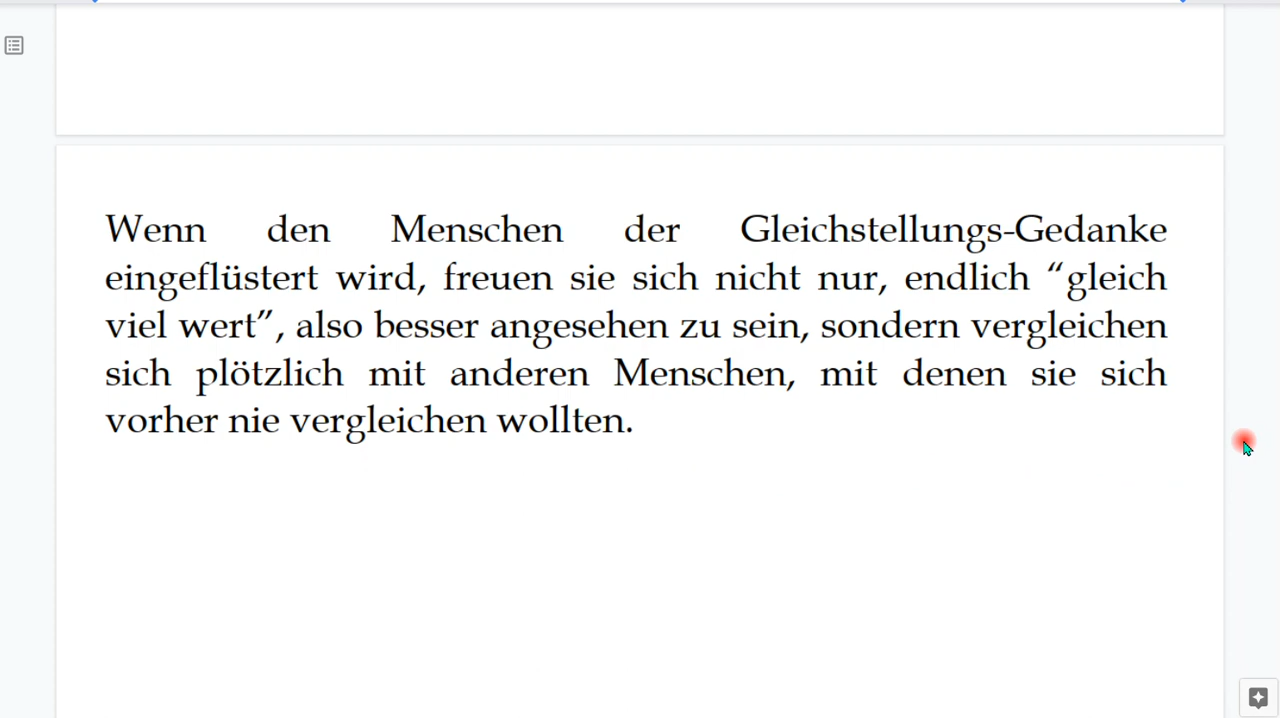 Wenn den Menschen der Gleichstellungs-Gedanke
eingeflüstert wird, freuen sie sich nicht nur, endlich “gleich
viel wert”, also besser angesehen zu sein, sondern vergleichen
sich plötzlich mit anderen Menschen, mit denen sie sich
vorher nie vergleichen wollten.